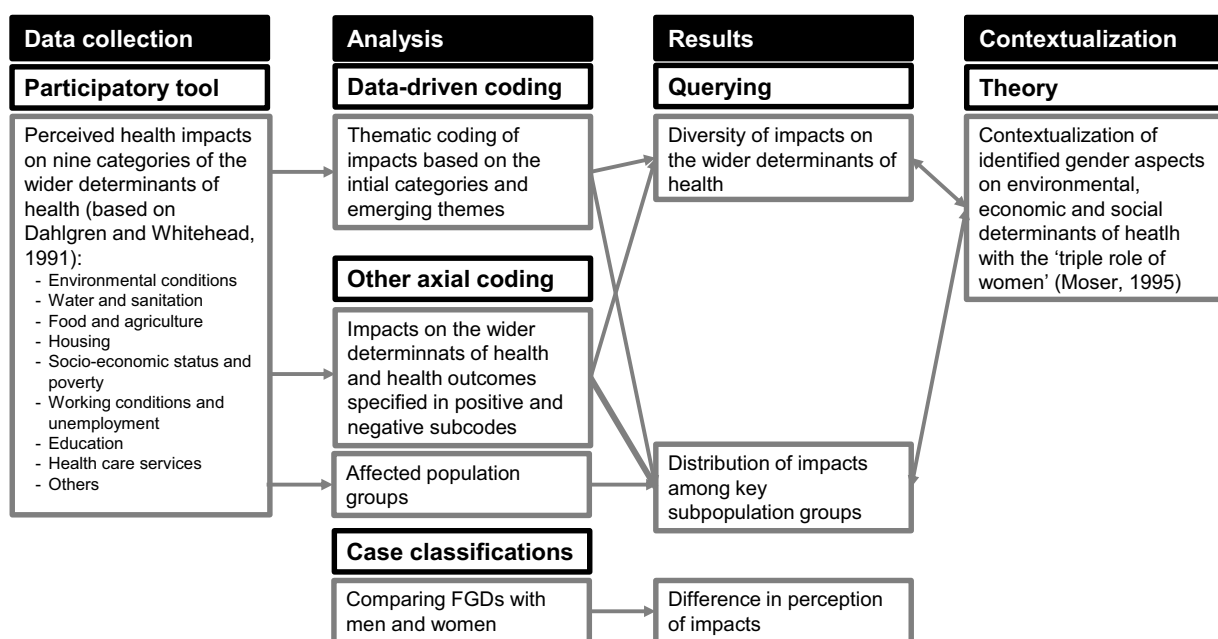 Data collection
Participatory tool
Perceived health impacts
on nine categories of the
wider determinants of
health (based on
Dahlgren and Whitehead,
1991):
- Environmental conditions
- Water and sanitation
- Food and agriculture
- Housing
- Socio-economic status and
poverty
- Working conditions and
unemployment
- Education
- Health care services
- Others
Analysis
Data-driven coding
Thematic coding of
impacts based on the
intial categories and
emerging themes
Other axial coding
Impacts on the wider
determinnats of health
and health outcomes
specified in positive and
negative subcodes
Affected population
groups
Case classifications
Comparing FGDs with
men and women
Results
Querying
Diversity of impacts on
the wider determinants of
health
Distribution of impacts
among key
subpopulation groups
Difference in perception
of impacts
Contextualization
Theory
Contextualization of
identified gender aspects
on environmental,
economic and social
determinants of heatlh
with the ‘triple role of
women’ (Moser, 1995)